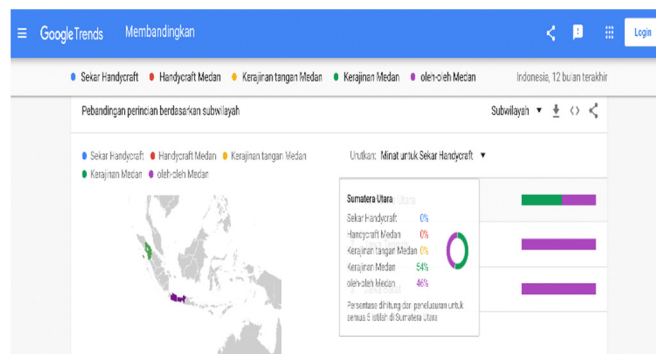 GoogleTrends Membandingkan Login
Sekar Handycraft Handycraft Medan Kerajinan tangan Medan Kerajinan Medan oleh-oleh Medan Indonesia, 12 bulan terakhir
Pebandingan perincian berdasarkan subwilayah Subwilayah
Sekar Handycraft Handycraft Medan Kerajinan tangan Medan
Kerajinan Medan oleh-oleh Medan
Urutkan: Minat untuk Sekar Handycraft
Sumatera Utara
Sekar Handycraft 0%
Handycraft Medan 0%
Kerajinan tangan Medan 0%
Kerajinan Medan 54%
oleh-oleh Medan 46%
Persentase dihitung dari penelusuran untuk
semua 5 istilah di Sumatera Utara